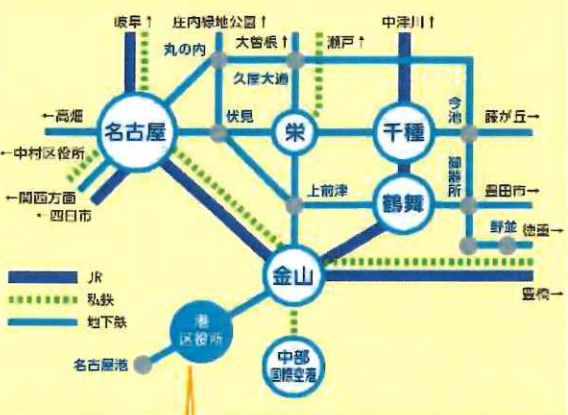 岐阜↑
庄内緑地公園↑
中津川↑
大曽根↑
瀬戸↑
丸の内
久屋大通
←高畑
名古屋
伏見
栄
千種
今池
藤が丘→
←中村区役所
←関西方面
←四日市
上前津
鶴舞
御器所
豊田市→
野並
徳重→
金山
豊橋→
JR
私鉄
地下鉄
港
区役所
名古屋港
中部
国際空港